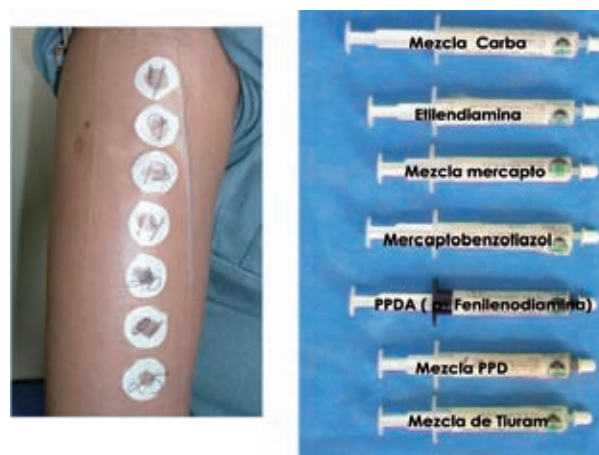 Mezcla Carba
Etilendiamina
Mezcla mercapto
Mercaptobenzotiazol
PPDA ( p- Fenilenodiamina)
Mezcla PPD
Mezcla de Tiuram